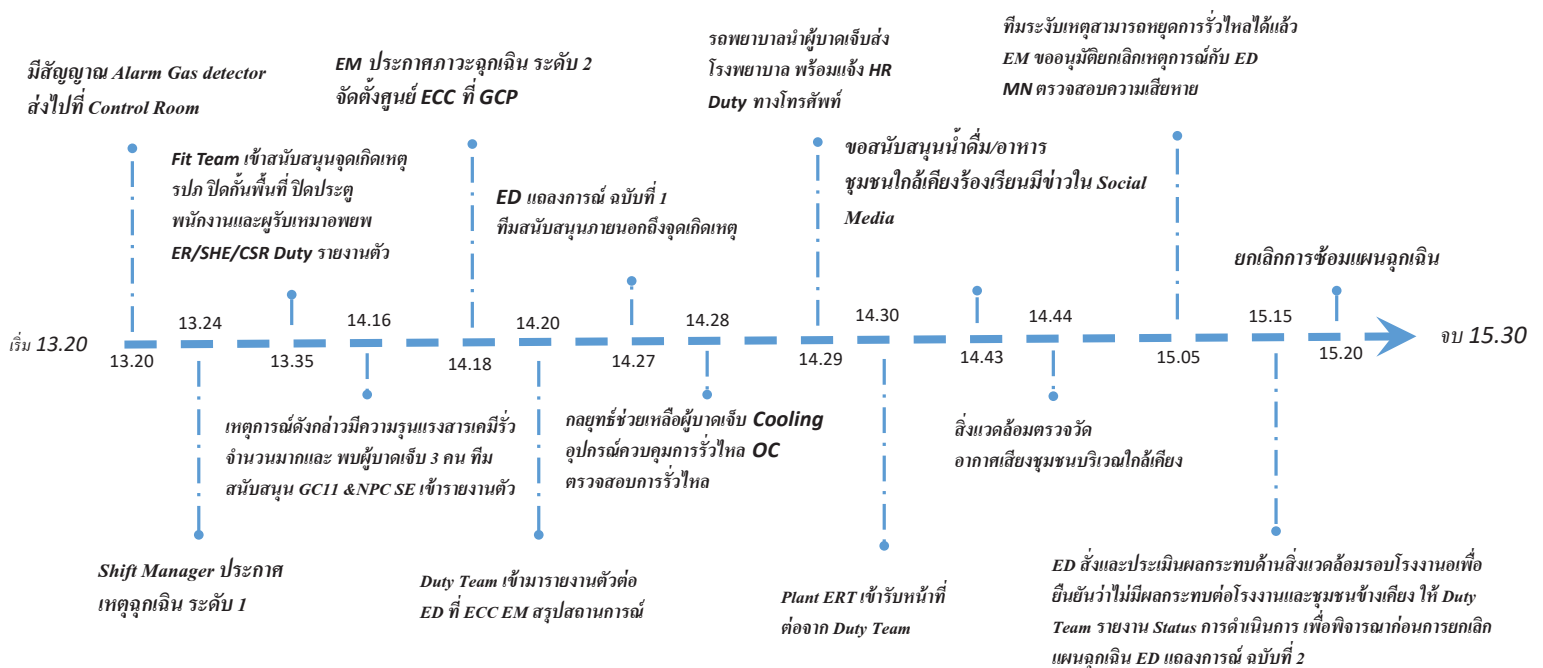 มีสัญญาณ Alarm Gas detector
ส่งไปที่ Control Room
EM ประกาศภาวะฉุกเฉิน ระดับ 2
จัดตั้งศูนย์ ECC ที่ GCP
รถพยาบาลนำผู้บาดเจ็บส่ง
โรงพยาบาล พร้อมแจ้ง HR
Duty ทางโทรศัพท์
ทีมระงับเหตุสามารถหยุดการรั่วไหลได้แล้ว
EM ขออนุมัติยกเลิกเหตุการณ์กับ ED
MN ตรวจสอบความเสียหาย
Fit Team เข้าสนับสนุนจุดเกิดเหตุ
รปภ ปิดกั้นพื้นที่ ปิดประตู
พนักงานและผู้รับเหมาอพยพ
ER/SHE/CSR Duty รายงานตัว
ED แถลงการณ์ ฉบับที่ 1
ทีมสนับสนุนภายนอกถึงจุดเกิดเหตุ
ขอสนับสนุนน้ำดื่ม/อาหาร
ชุมชนใกล้เคียงร้องเรียนมีข่าวใน Social
Media
ยกเลิกการซ้อมแผนฉุกเฉิน
13.24 14.16 14.20 14.28 14.30 14.44 15.15
เริ่ม 13.20
จบ 15.30
13.20 13.35 14.18 14.27 14.29 14.43 15.05 15.20
เหตุการณ์ดังกล่าวมีความรุนแรงสารเคมีรั่ว
จำนวนมากและ พบผู้บาดเจ็บ 3 คน ทีม
สนับสนุน GC11 &NPC SE เข้ารายงานตัว
กลยุทธ์ช่วยเหลือผู้บาดเจ็บ Cooling
อุปกรณ์ควบคุมการรั่วไหล OC
ตรวจสอบการรั่วไหล
สิ่งแวดล้อมตรวจวัด
อากาศเสียงชุมชนบริเวณใกล้เคียง
Shift Manager ประกาศ
เหตุฉุกเฉิน ระดับ 1
Duty Team เข้ามารายงานตัวต่อ
ED ที่ ECC EM สรุปสถานการณ์
Plant ERT เข้ารับหน้าที่
ต่อจาก Duty Team
ED สั่งและประเมินผลกระทบด้านสิ่งแวดล้อมรอบโรงงานอเพื่อ
ยืนยันว่าไม่มีผลกระทบต่อโรงงานและชุมชนข้างเคียง ให้ Duty
Team รายงาน Status การดำเนินการ เพื่อพิจารณาก่อนการยกเลิก
แผนฉุกเฉิน ED แถลงการณ์ ฉบับที่ 2